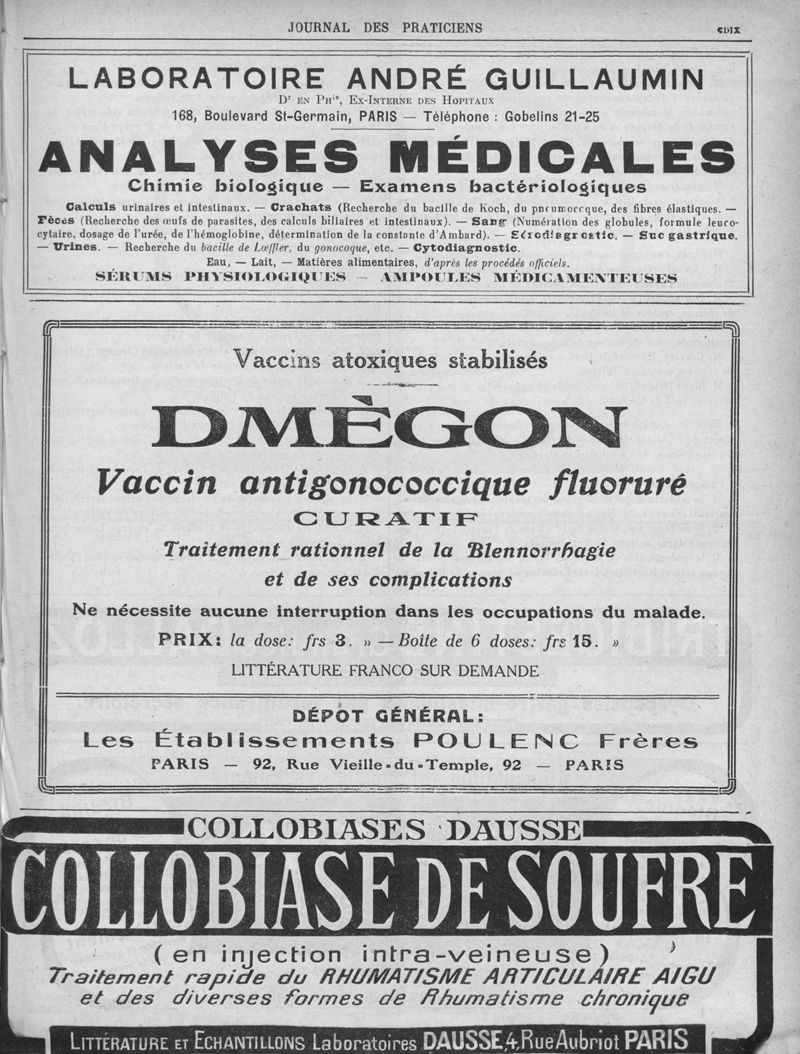 JOURNAL DES PRATICIENS
CDIX
LABORATOIRE ANDRÉ GUILLAUMIN
Dr EN PHie, EX-INTERNE DES HOPITAUX
168, Boulevard St-Germain, PARIS — Téléphone : Gobelins 21-25
ANALYSES MÉDICALES
Chimie biologique — Examens bactériologiques
Calculs urinaires et intestinaux. — Crachats (Recherche du bacille de Koch, du pneumocoque, des fibres élastiques. —
Fèces (Recherche des œufs de parasites, des calculs biliaires et intestinaux). — Sang (Numération des globules, formule leuco-
cytaire, dosage de l'urée, de l'hémoglobine, détermination de la constante d'Ambard). — Sérodiagnostic. — Suc gastrique.
— Urines. — Recherche du bacille de Lœffler, du gonocoque, etc. — Cytodiagnostic.
Eau, — Lait, — Matières alimentaires, d'après les procédés officiels.
SÉRUMS PHYSIOLOGIQUES — AMPOULES MÉDICAMENTEUSES
Vaccins atoxiques stabilisés
DMÈGON
Vaccin antigonococcique fluoruré
CURATIF
Traitement rationnel de la Blennorrhagie
et de ses complications
Ne nécessite aucune interruption dans les occupations du malade.
PRIX: la dose: frs 3. » — Boîte de 6 doses: frs 15. »
LITTÉRATURE FRANCO SUR DEMANDE
DÉPOT GÉNÉRAL:
Les Établissements POULENC Frères
PARIS — 92, Rue Vieille-du-Temple, 92 — PARIS
COLLOBIASES DAUSSE
COLLOBIASE DE SOUFRE
(en injection intra-veineuse)
Traitement rapide du RHUMATISME ARTICULAIRE AIGU
et des diverses formes de Rhumatisme chronique
LITTÉRATURE ET ECHANTILLONS Laboratoires DAUSSE, 4, Rue Aubriot PARIS